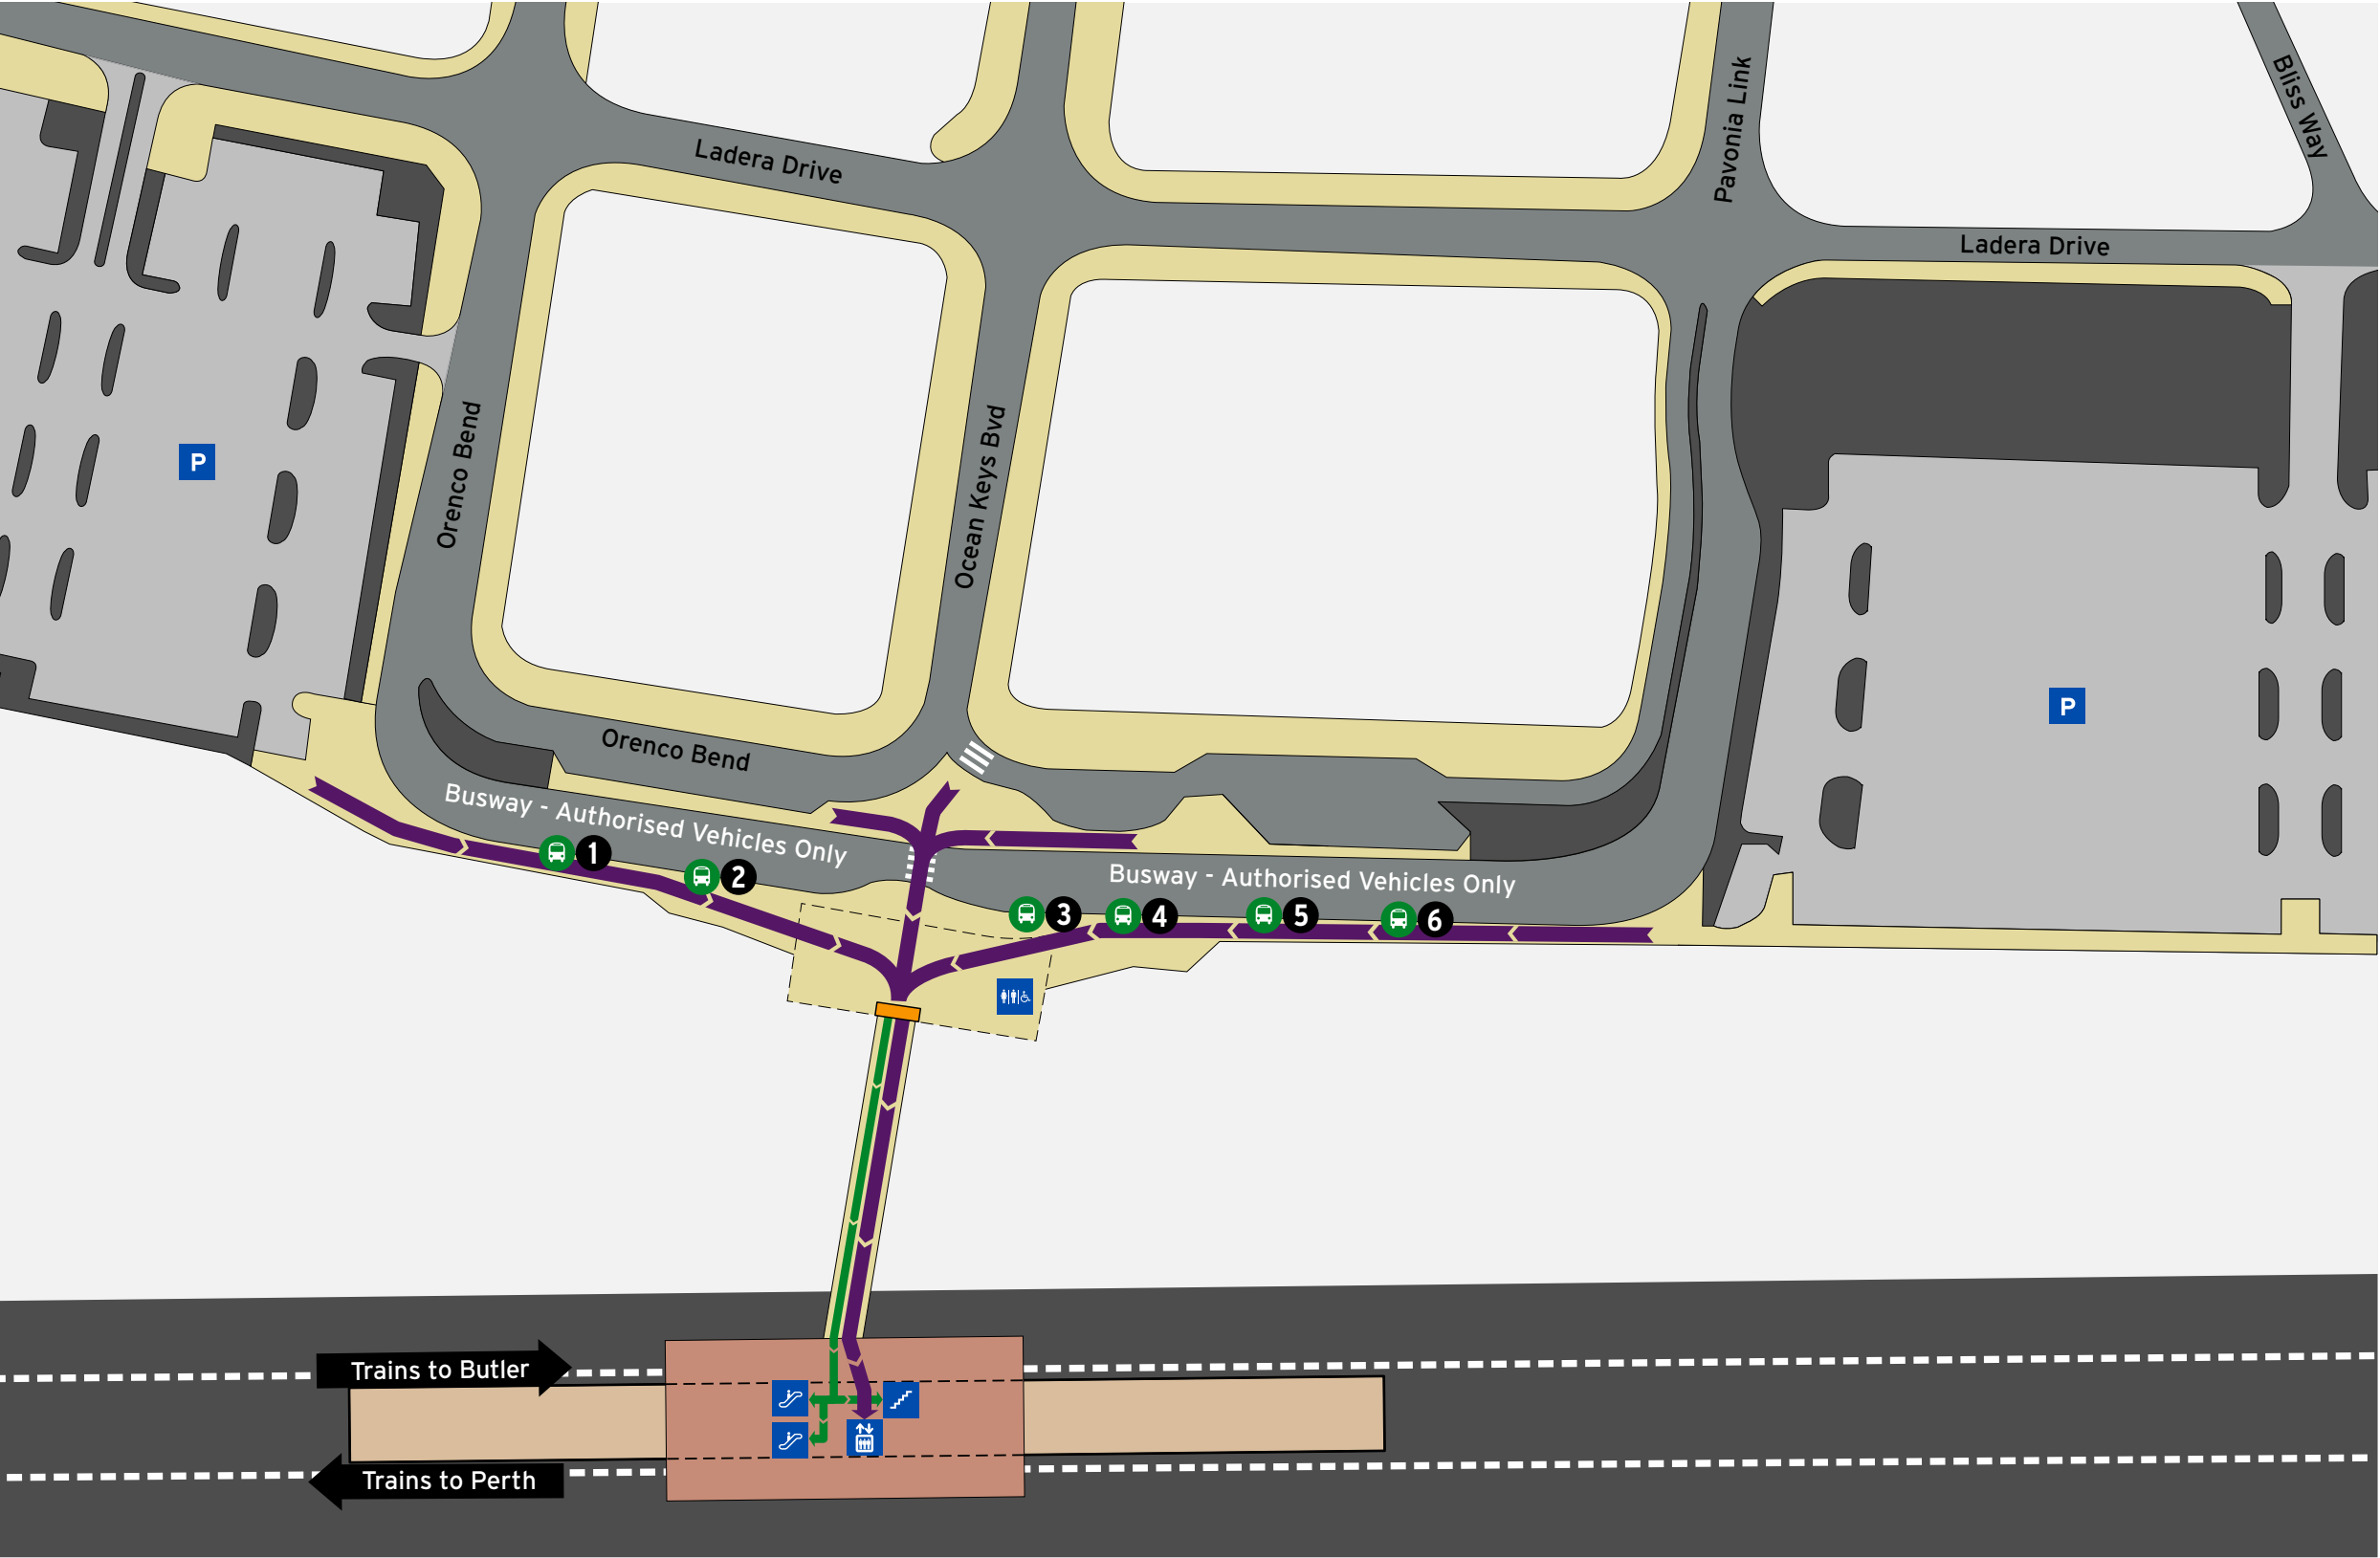 Bliss Way
Pavonia Link
Ladera Drive
Ladera Drive
Orenco Bend
Ocean Keys Bvd
P
P
Orenco Bend
Busway - Authorised Vehicles Only
Busway - Authorised Vehicles Only
1
2
3
4
5
6
Trains to Butler
Trains to Perth